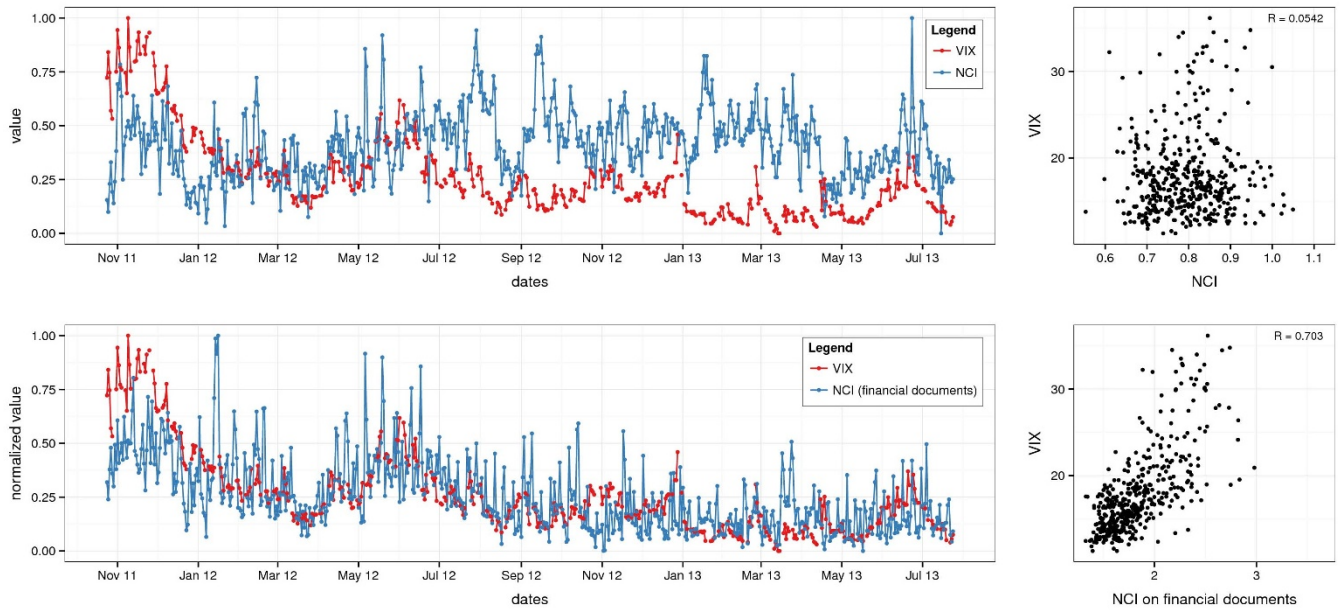 1.00
0.75
0.50
0.25
0.00
value
Nov 11 Jan 12 Mar 12 May 12 Jul 12 Sep 12 Nov 12 Jan 13 Mar 13 May 13 Jul 13
dates
Legend
VIX
NCI
R = 0.0542
30
20
VIX
0.6 0.7 0.8 0.9 1.0 1.1
NCI
1.00
0.75
0.50
0.25
0.00
normalized value
Nov 11 Jan 12 Mar 12 May 12 Jul 12 Sep 12 Nov 12 Jan 13 Mar 13 May 13 Jul 13
dates
Legend
VIX
NCI (financial documents)
R = 0.703
30
20
VIX
2 3
NCI on financial documents